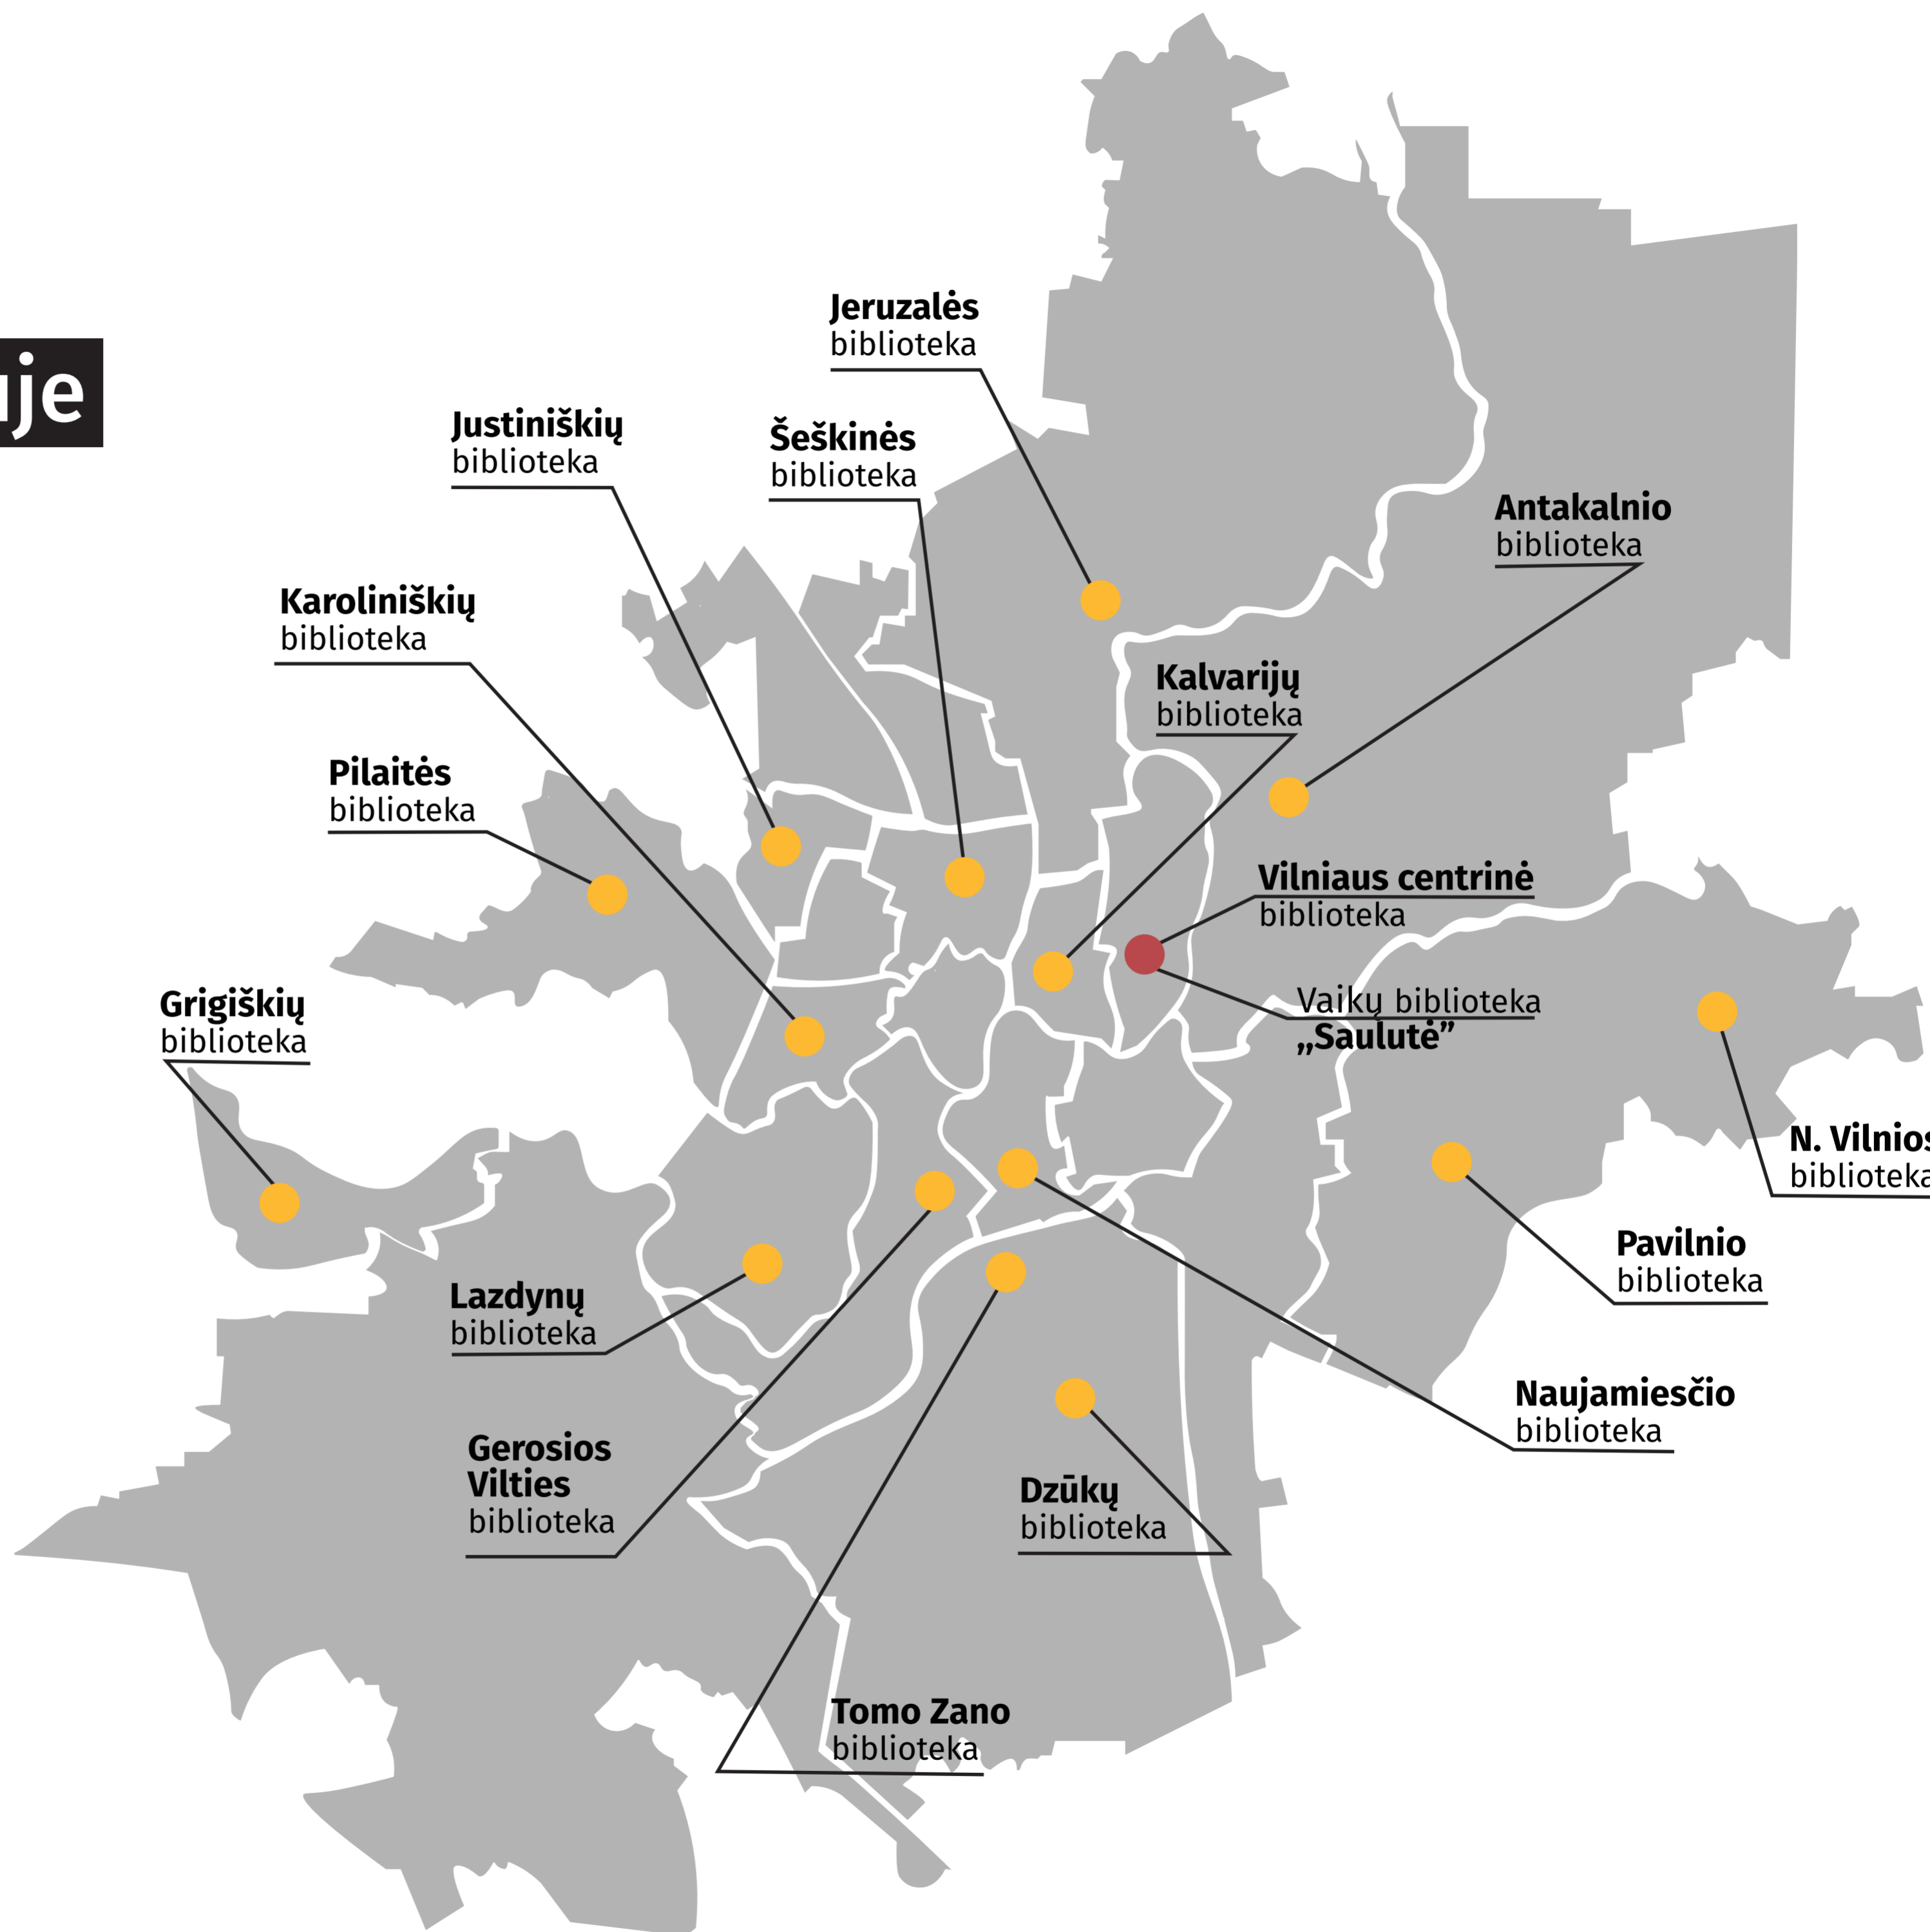 Jeruzalės
biblioteka
uje
Justiniškių
biblioteka
Šeškinės
biblioteka
Antakalnio
biblioteka
Karoliniškių
biblioteka
Kalvarijų
biblioteka
Pilaitės
biblioteka
Vilniaus centrinė
biblioteka
Vaikų biblioteka
„Saulutė”
Grigiškių
biblioteka
N. Vilnios
biblioteka
Pavilnio
biblioteka
Lazdynų
biblioteka
Naujamiesčio
biblioteka
Gerosios
Vilties
biblioteka
Dzūkų
biblioteka
Tomo Zano
biblioteka